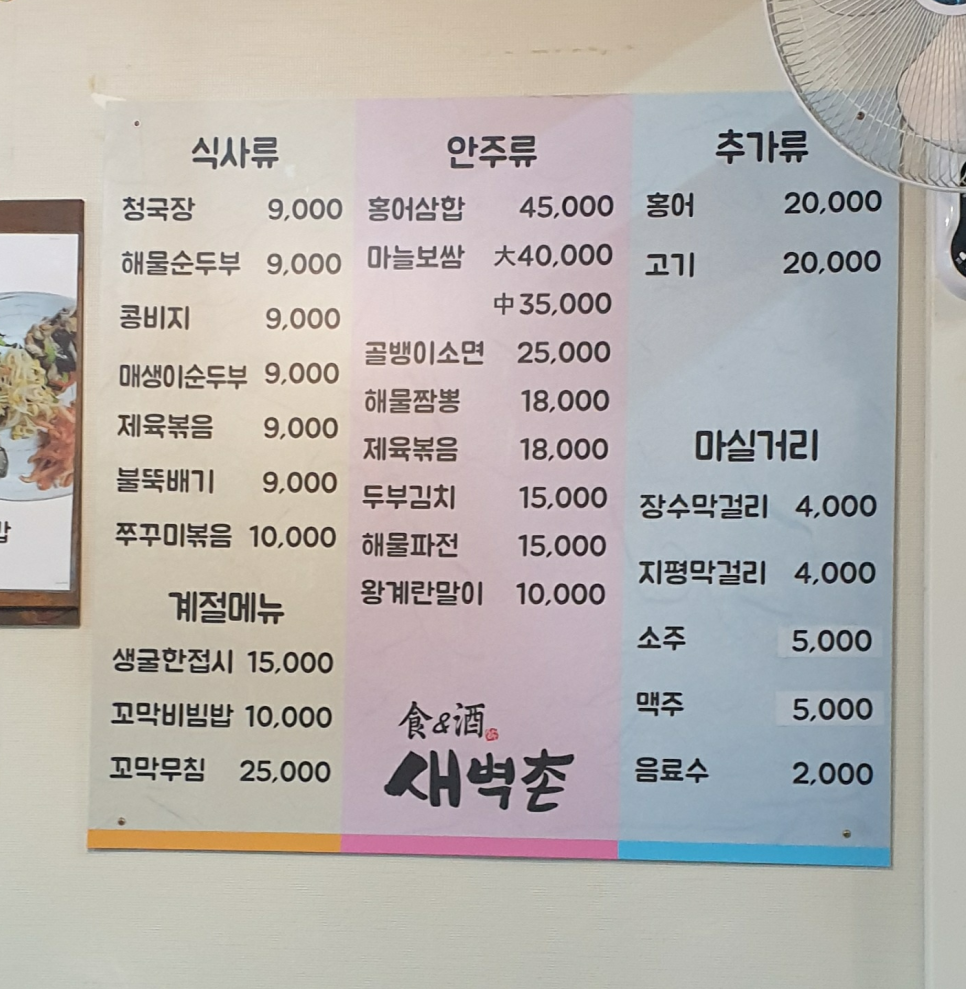 식사류
청국장 9,000
해물순두부 9,000
콩비지 9,000
매생이순두부 9,000
제육볶음 9,000
불뚝배기 9,000
쭈꾸미볶음 10,000
계절메뉴
생굴한접시 15,000
꼬막비빔밥 10,000
꼬막무침 25,000
안주류
홍어삼합 45,000
마늘보쌈 大40,000
中35,000
골뱅이소면 25,000
해물짬뽕 18,000
제육볶음 18,000
두부김치 15,000
해물파전 15,000
왕계란말이 10,000
食&酒
새벽촌
추가류
홍어 20,000
고기 20,000
마실거리
장수막걸리 4,000
지평막걸리 4,000
소주 5,000
맥주 5,000
음료수 2,000
밥